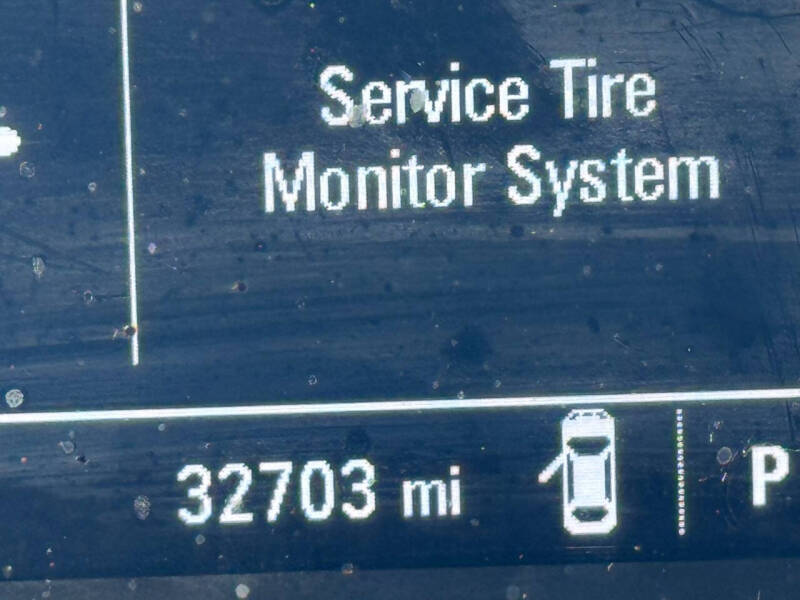 Service Tire
Monitor System
32703 mi
P